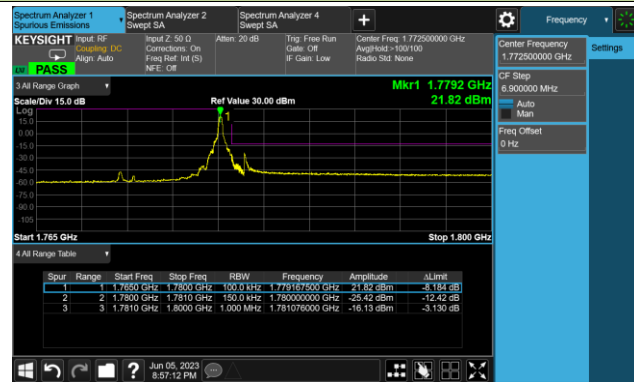 Spectrum Analyzer 1
Spurious Emissions
Spectrum Analyzer 2
Swept SA
Spectrum Analyzer 4
Swept SA
+
Frequency
KEYSIGHT
Input: RF
Coupling: DC
Align: Auto
Input Z: 50 Ω
Corrections: On
Freq Ref: Int (S)
NFE: Off
Atten: 20 dB
Trig: Free Run
Gate: Off
IF Gain: Low
Center Freq: 1.772500000 GHz
Avg|Hold:>100/100
Radio Std: None
LW PASS
Center Frequency
1.772500000 GHz
Settings
CF Step
6.900000 MHz
Auto
Man
Freq Offset
0 Hz
3 All Range Graph
Mkr1 1.7792 GHz
Scale/Div 15.0 dB
Ref Value 30.00 dBm
21.82 dBm
Log
1
15.0
0.00
-15.0
-30.0
-45.0
-60.0
-75.0
-90.0
-105
Start 1.765 GHz
Stop 1.800 GHz
4 All Range Table
Spur Range Start Freq Stop Freq RBW Frequency Amplitude ΔLimit
1 1 1.7650 GHz 1.7800 GHz 100.0 kHz 1.779167500 GHz 21.82 dBm -8.184 dB
2 2 1.7800 GHz 1.7810 GHz 150.0 kHz 1.780000000 GHz -25.42 dBm -12.42 dB
3 3 1.7810 GHz 1.8000 GHz 1.000 MHz 1.781076000 GHz -16.13 dBm -3.130 dB
?
Jun 05, 2023
8:57:12 PM